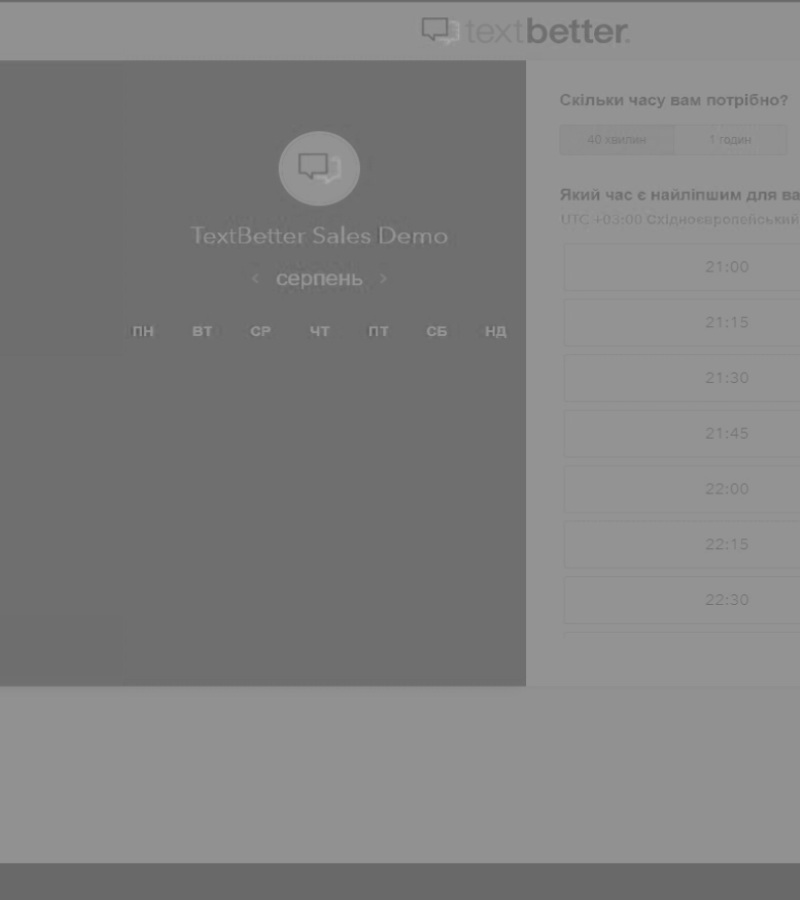 textbetter.
TextBetter Sales Demo
‹ серпень ›
ПН ВТ СР ЧТ ПТ СБ НД
Скільки часу вам потрібно?
40 хвилин 1 годин
Який час є найліпшим для ва
UTC +03:00 Східноєвропейський
21:00
21:15
21:30
21:45
22:00
22:15
22:30